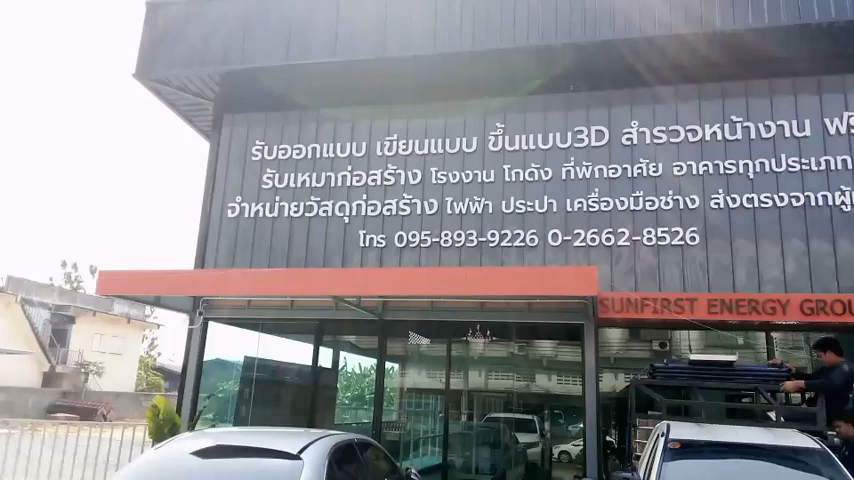 รับออกแบบ เขียนแบบ ขึ้นแบบ3D สำรวจหน้างาน
รับเหมาก่อสร้าง โรงงาน โกดัง ที่พักอาศัย อาคารทุกประเภท
จำหน่ายวัสดุก่อสร้าง ไฟฟ้า ประปา เครื่องมือช่าง ส่งตรงจาก
โทร 095-893-9226 0-2662-8526
SUNFIRST ENERGY GROU